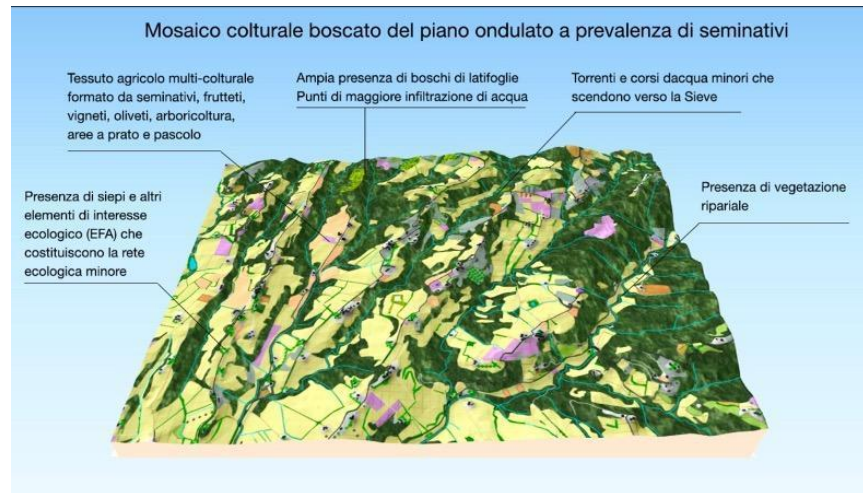 Mosaico colturale boscato del piano ondulato a prevalenza di seminativi
Tessuto agricolo multi-colturale
formato da seminativi, frutteti,
vigneti, oliveti, arboricoltura,
aree a prato e pascolo
Ampia presenza di boschi di latifoglie
Punti di maggiore infiltrazione di acqua
Torrenti e corsi dacqua minori che
scendono verso la Sieve
Presenza di siepi e altri
elementi di interesse
ecologico (EFA) che
costituiscono la rete
ecologica minore
Presenza di vegetazione
ripariale